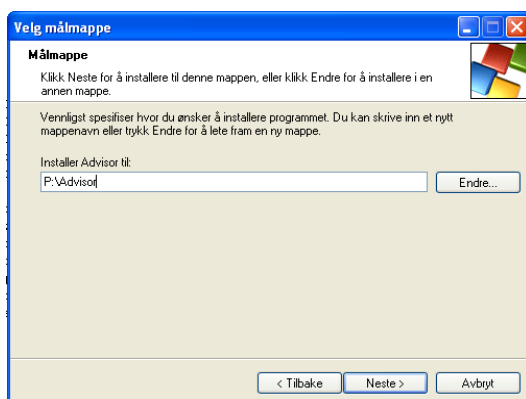 Velg målmappe
Målmappe
Klikk Neste for å installere til denne mappen, eller klikk Endre for å installere i en
annen mappe.
Vennligst spesifiser hvor du ønsker å installere programmet. Du kan skrive inn et nytt
mappenavn eller trykk Endre for å lete fram en ny mappe.
Installer Advisor til:
P:\Advisor
Endre...
< Tilbake
Neste >
Avbryt